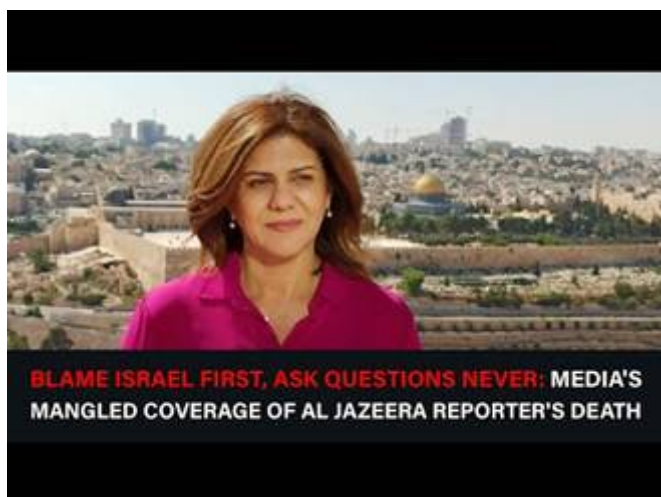 BLAME ISRAEL FIRST, ASK QUESTIONS NEVER: MEDIA'S
MANGLED COVERAGE OF AL JAZEERA REPORTER'S DEATH